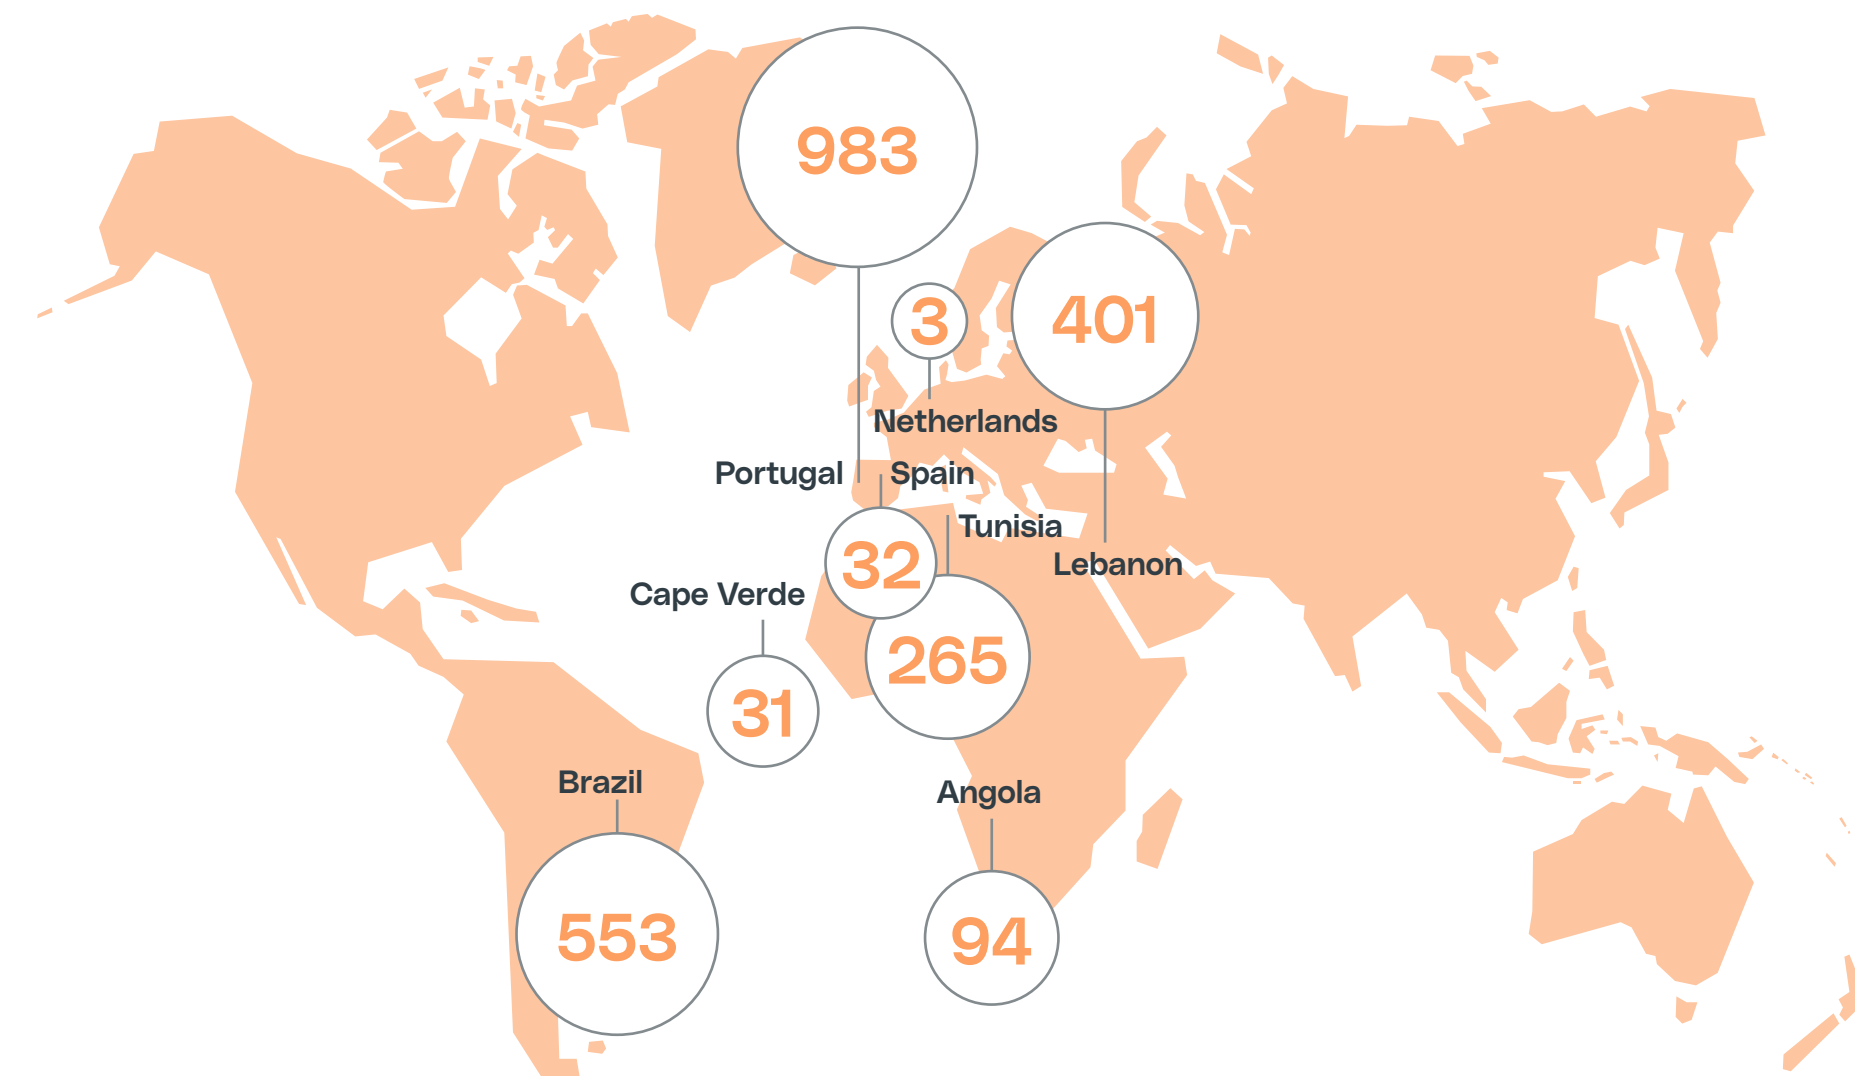 983
3
401
Netherlands
Portugal
Spain
Tunisia
32
Lebanon
Cape Verde
265
31
Brazil
Angola
553
94